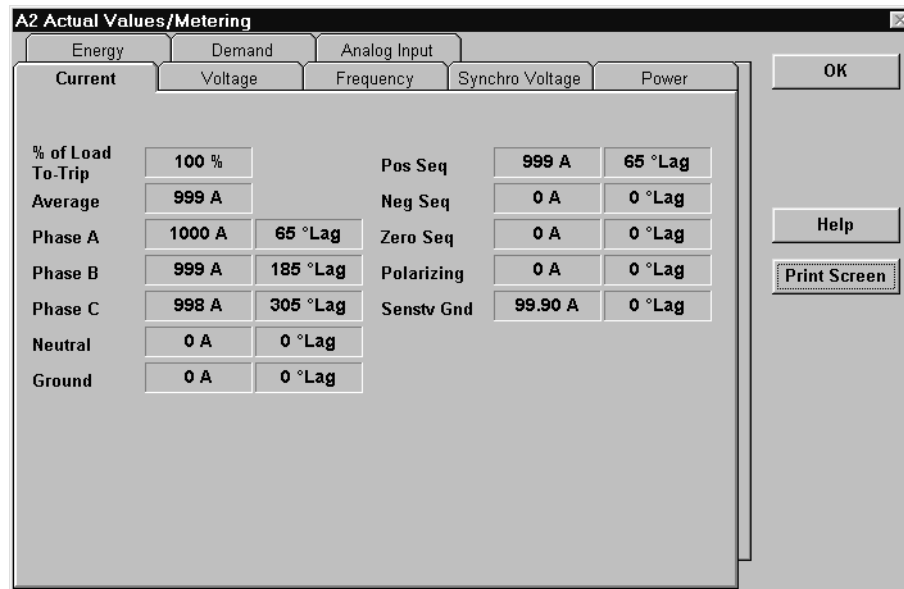 A2 Actual Values/Metering
Energy Demand Analog Input
Current Voltage Frequency Synchro Voltage Power
OK
% of Load
To-Trip 100 % Pos Seq 999 A 65 °Lag
Average 999 A Neg Seq 0 A 0 °Lag
Phase A 1000 A 65 °Lag Zero Seq 0 A 0 °Lag
Help
Phase B 999 A 185 °Lag Polarizing 0 A 0 °Lag
Print Screen
Phase C 998 A 305 °Lag Senstv Gnd 99.90 A 0 °Lag
Neutral 0 A 0 °Lag
Ground 0 A 0 °Lag